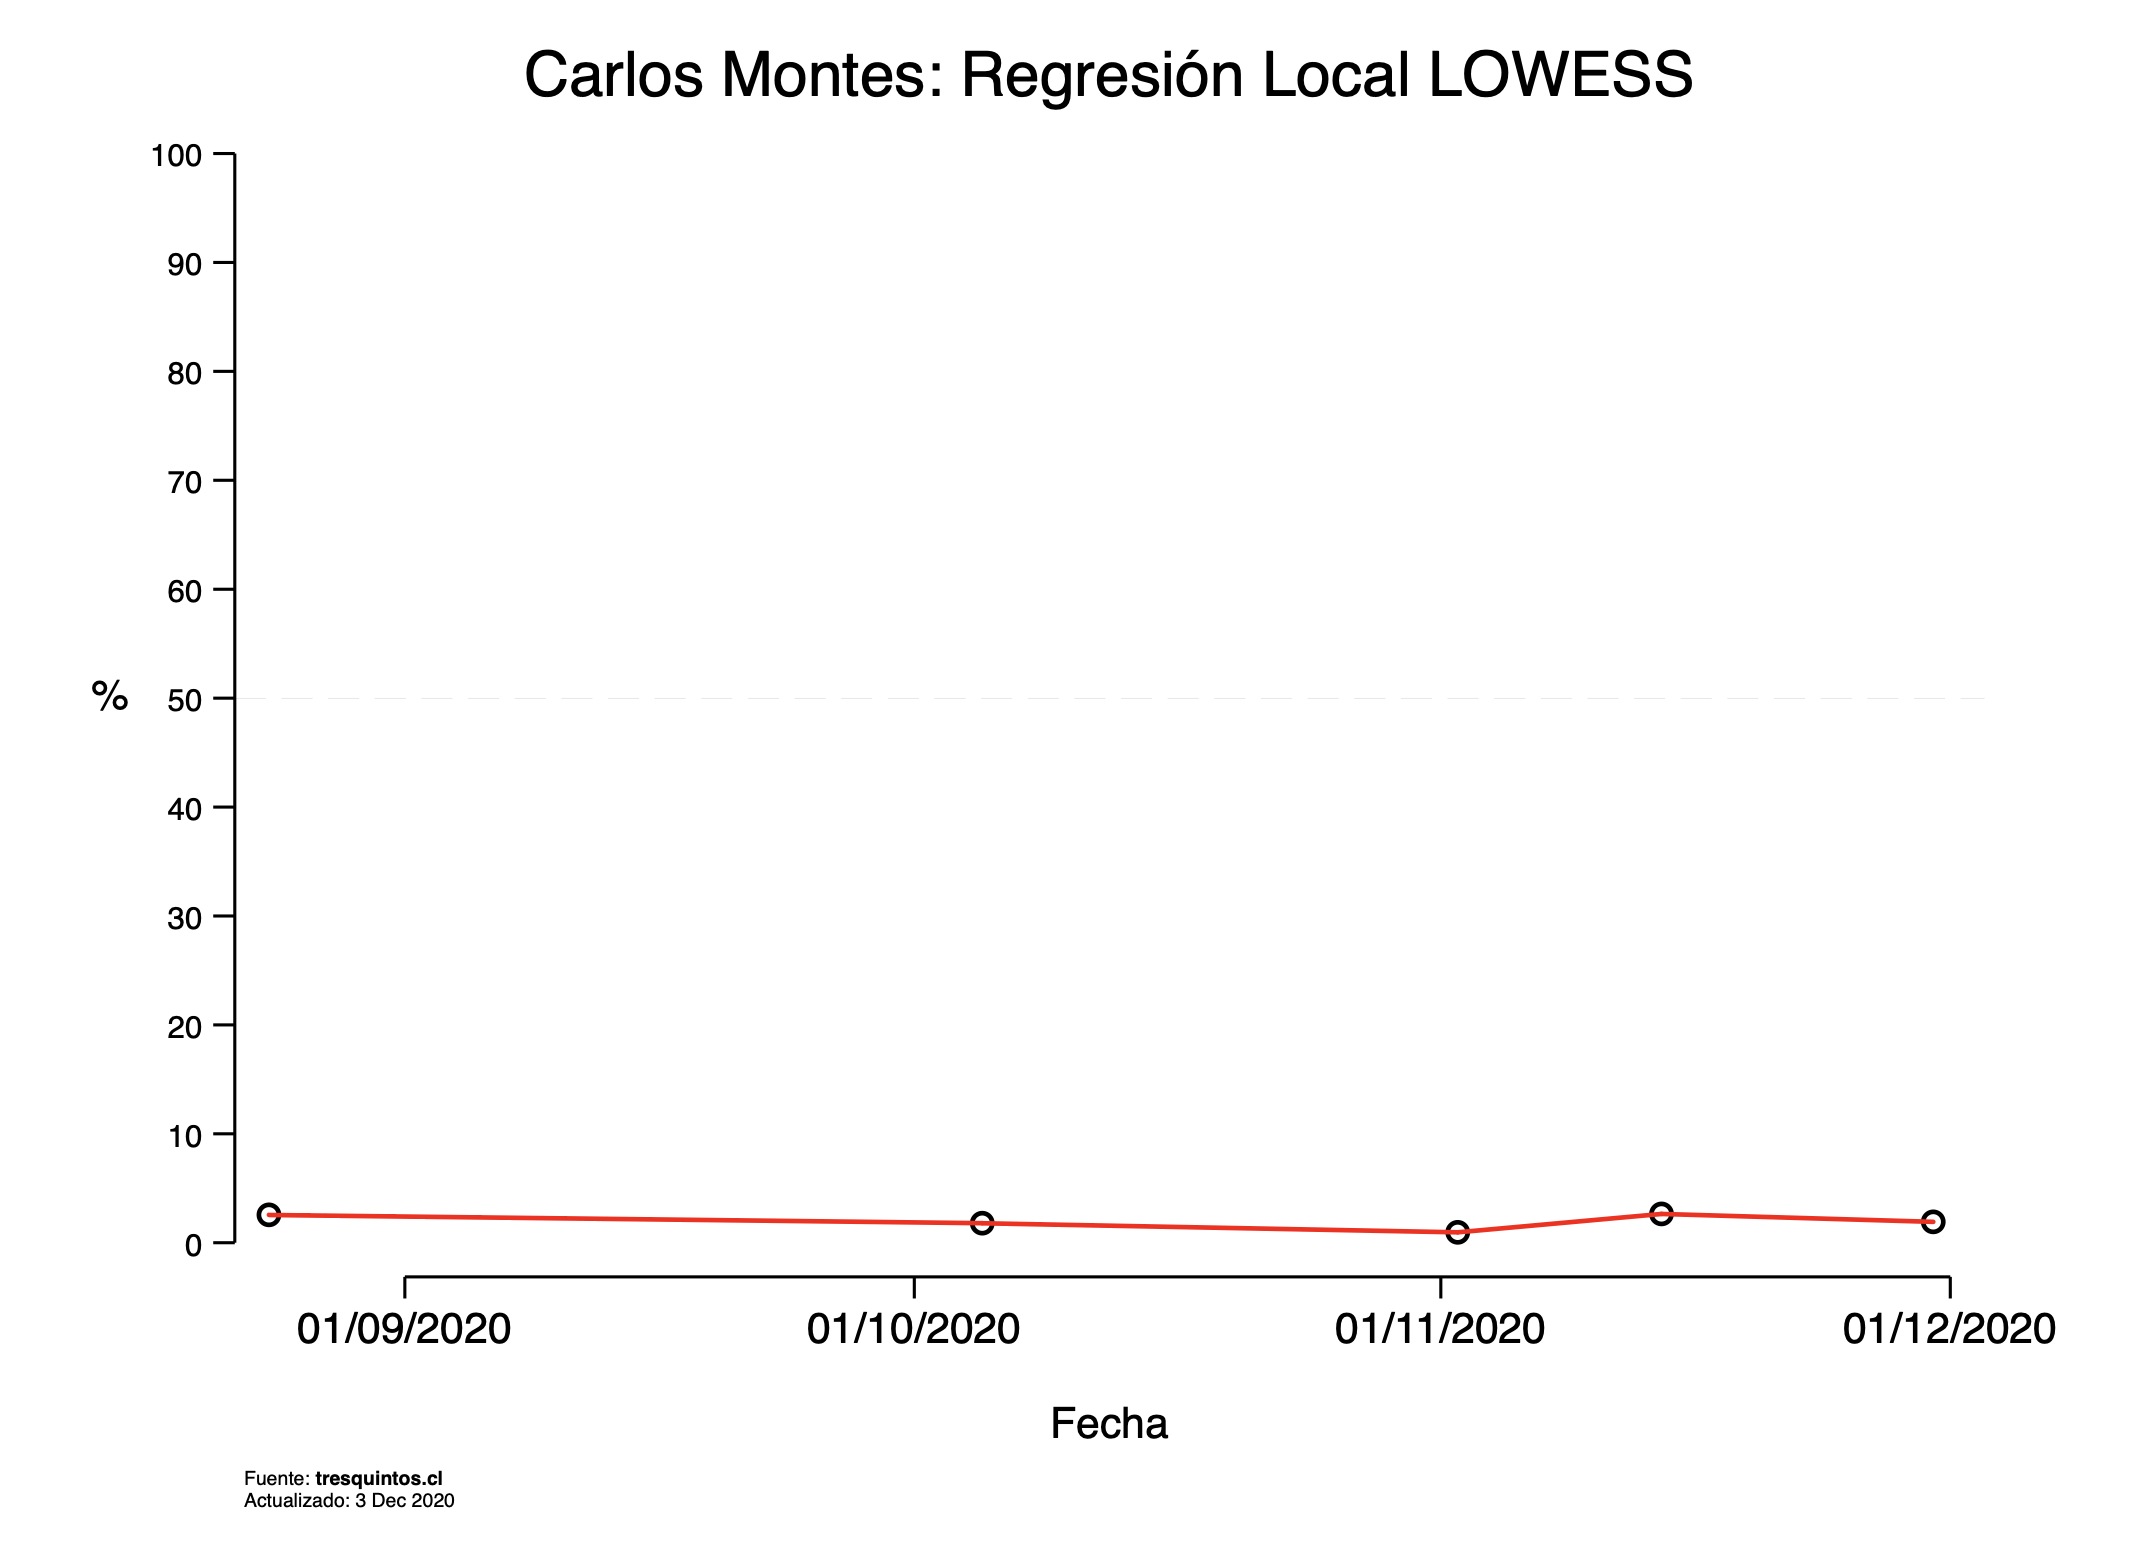 Carlos Montes: Regresión Local LOWESS
100
90
80
70
60
%
50
40
30
20
10
0
01/09/2020 01/10/2020 01/11/2020 01/12/2020
Fecha
Fuente: tresquintos.cl
Actualizado: 3 Dec 2020